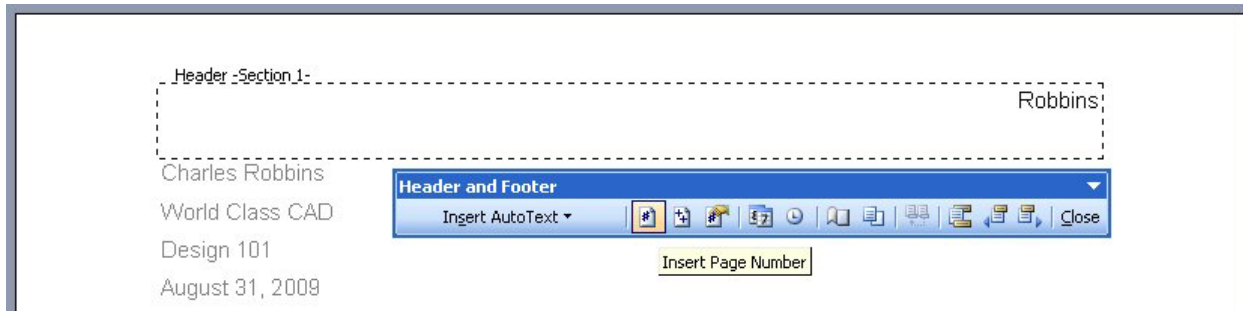 Header -Section 1-
Robbins
Charles Robbins
Header and Footer
World Class CAD
Insert AutoText Close
Design 101
Insert Page Number
August 31, 2009